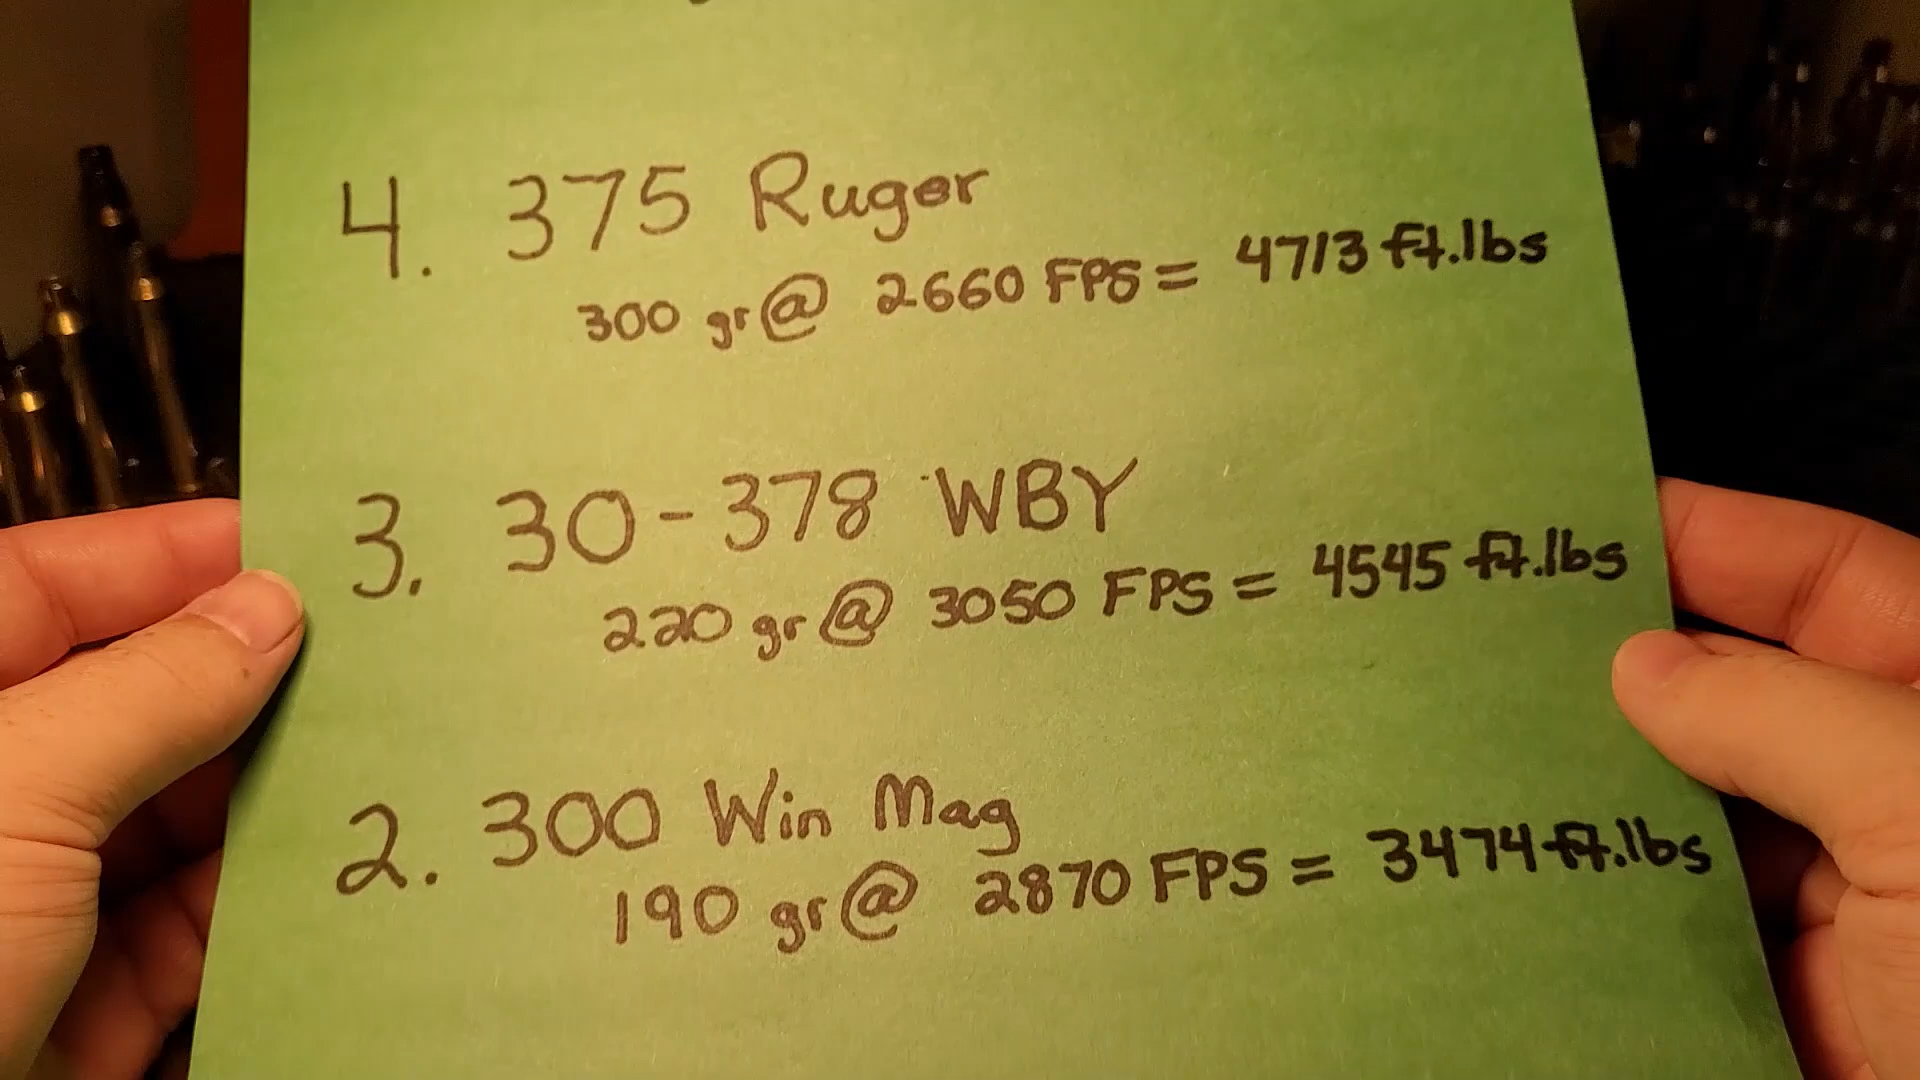 4. 375 Ruger
300 gr @ 2660 FPS = 4713 ft.lbs
3. 30-378 WBY
220 gr @ 3050 FPS = 4545 ft.lbs
2. 300 Win Mag
190 gr @ 2870 FPS = 3474 ft.lbs